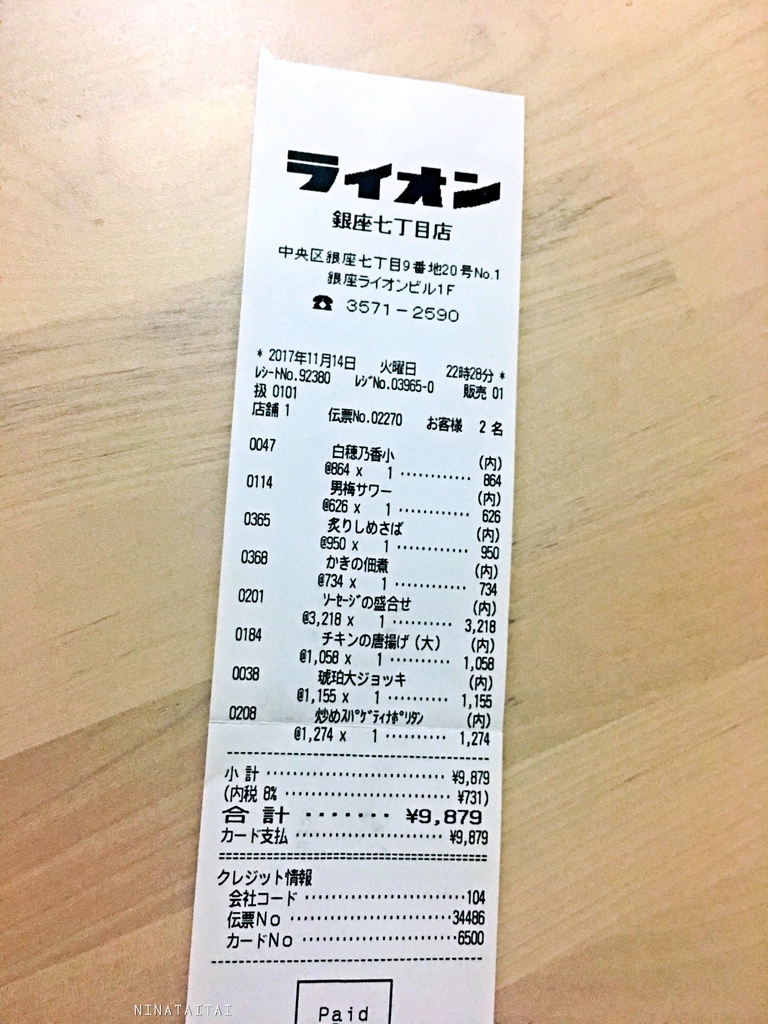 ライオン
銀座七丁目店
中央区銀座七丁目9番地20号No.1
銀座ライオンビル1F
☎ 3571-2590
* 2017年11月14日 火曜日 22時28分 *
ﾚｼｰﾄNo.92380 ﾚｼﾞNo.03965-0 販売 01
扱 0101
店舗 1 伝票No.02270 お客様 2 名
0047 白穂乃香小 (内)
@864 x 1 ············ 864
0114 男梅サワー (内)
@626 x 1 ············ 626
0365 炙りしめさば (内)
@950 x 1 ············ 950
0368 かきの佃煮 (内)
@734 x 1 ············ 734
0201 ｿｰｾｰｼﾞの盛合せ (内)
@3,218 x 1 ·········· 3,218
0184 チキンの唐揚げ（大） (内)
@1,058 x 1 ·········· 1,058
0038 琥珀大ジョッキ (内)
@1,155 x 1 ·········· 1,155
0208 炒めｽﾊﾟｹﾞﾃｨﾅﾎﾟﾘﾀﾝ (内)
@1,274 x 1 ·········· 1,274
小 計 ······························ ¥9,879
(内税 8% ···························· ¥731)
合 計 ······· ¥9,879
カード支払 ························ ¥9,879
クレジット情報
会社コード ··························104
伝票No ··························34486
カードNo ·························6500
Paid
NINATAITAI